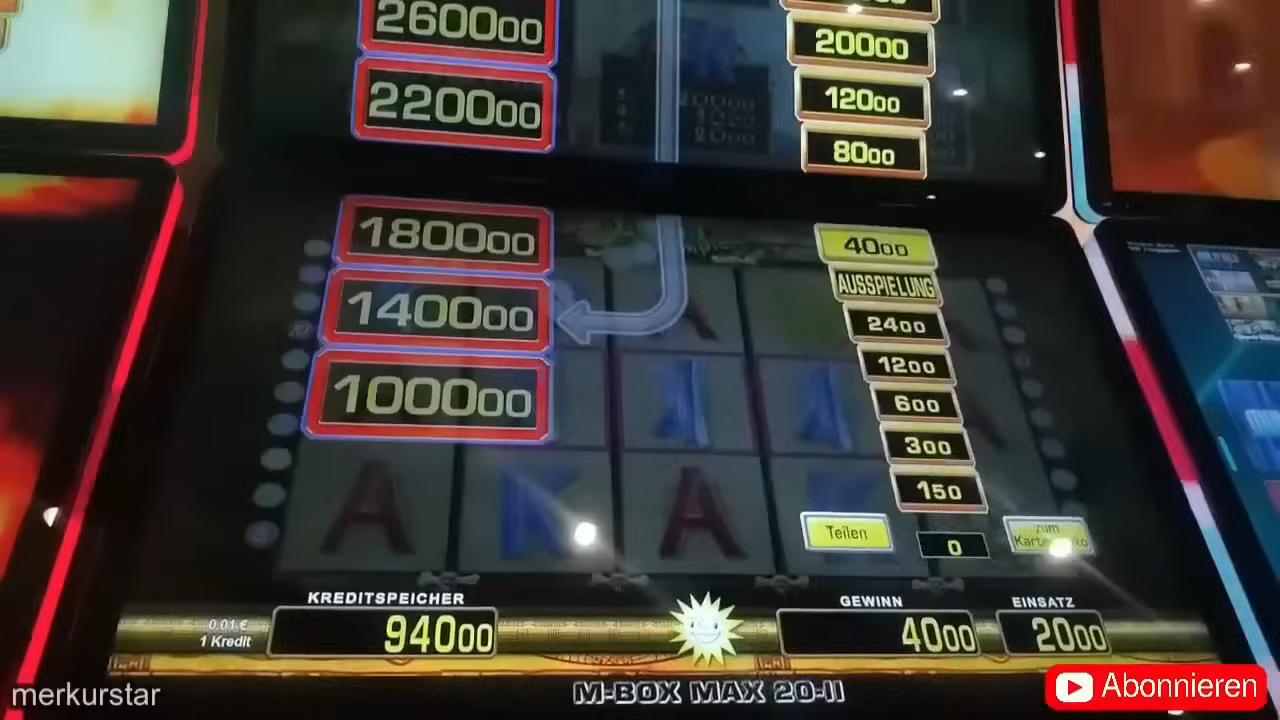 260000
220000
20000
12000
8000
180000
140000
100000
4000
AUSSPIELUNG
2400
1200
600
300
150
Teilen
0
zum
KREDITSPEICHER
GEWINN
EINSATZ
0.01 €
1 Kredit
94000
4000
2000
M-BOX MAX 20-II
merkurstar
Abonnieren